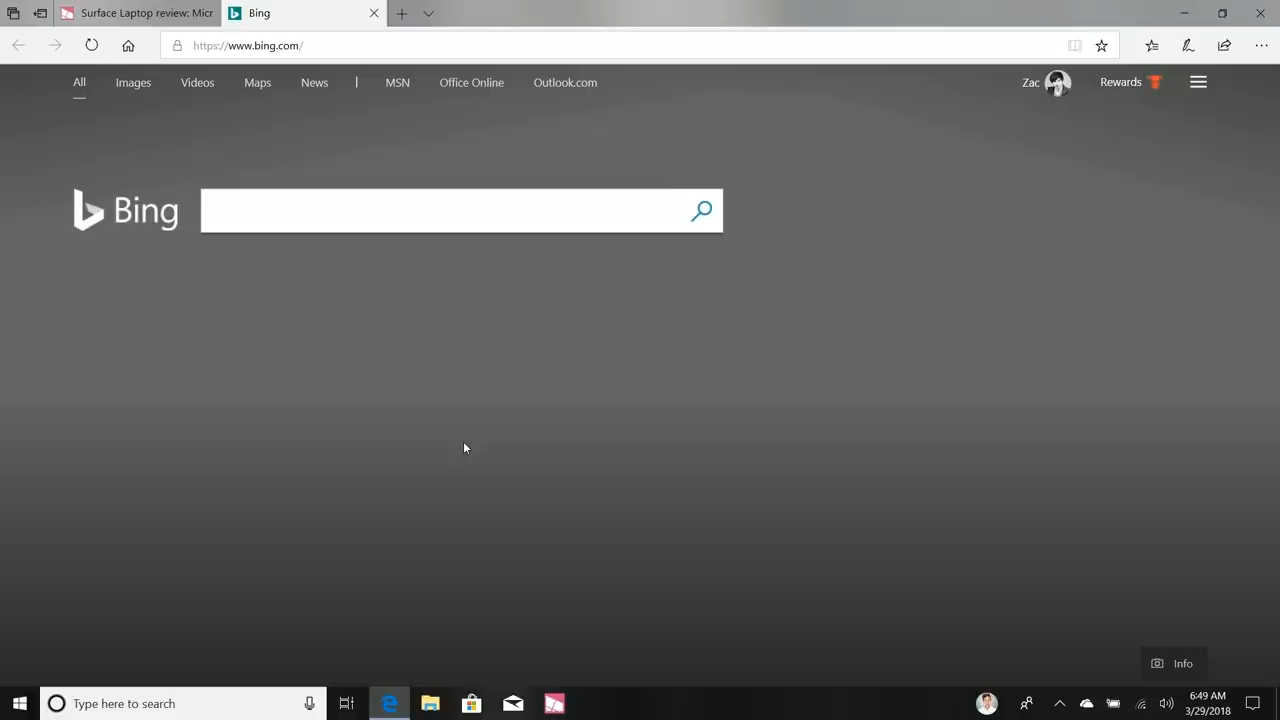 Surface Laptop review: Micr
Bing
https://www.bing.com/
All Images Videos Maps News | MSN Office Online Outlook.com
Zac Rewards
Bing
Info
Type here to search
6:49 AM
3/29/2018